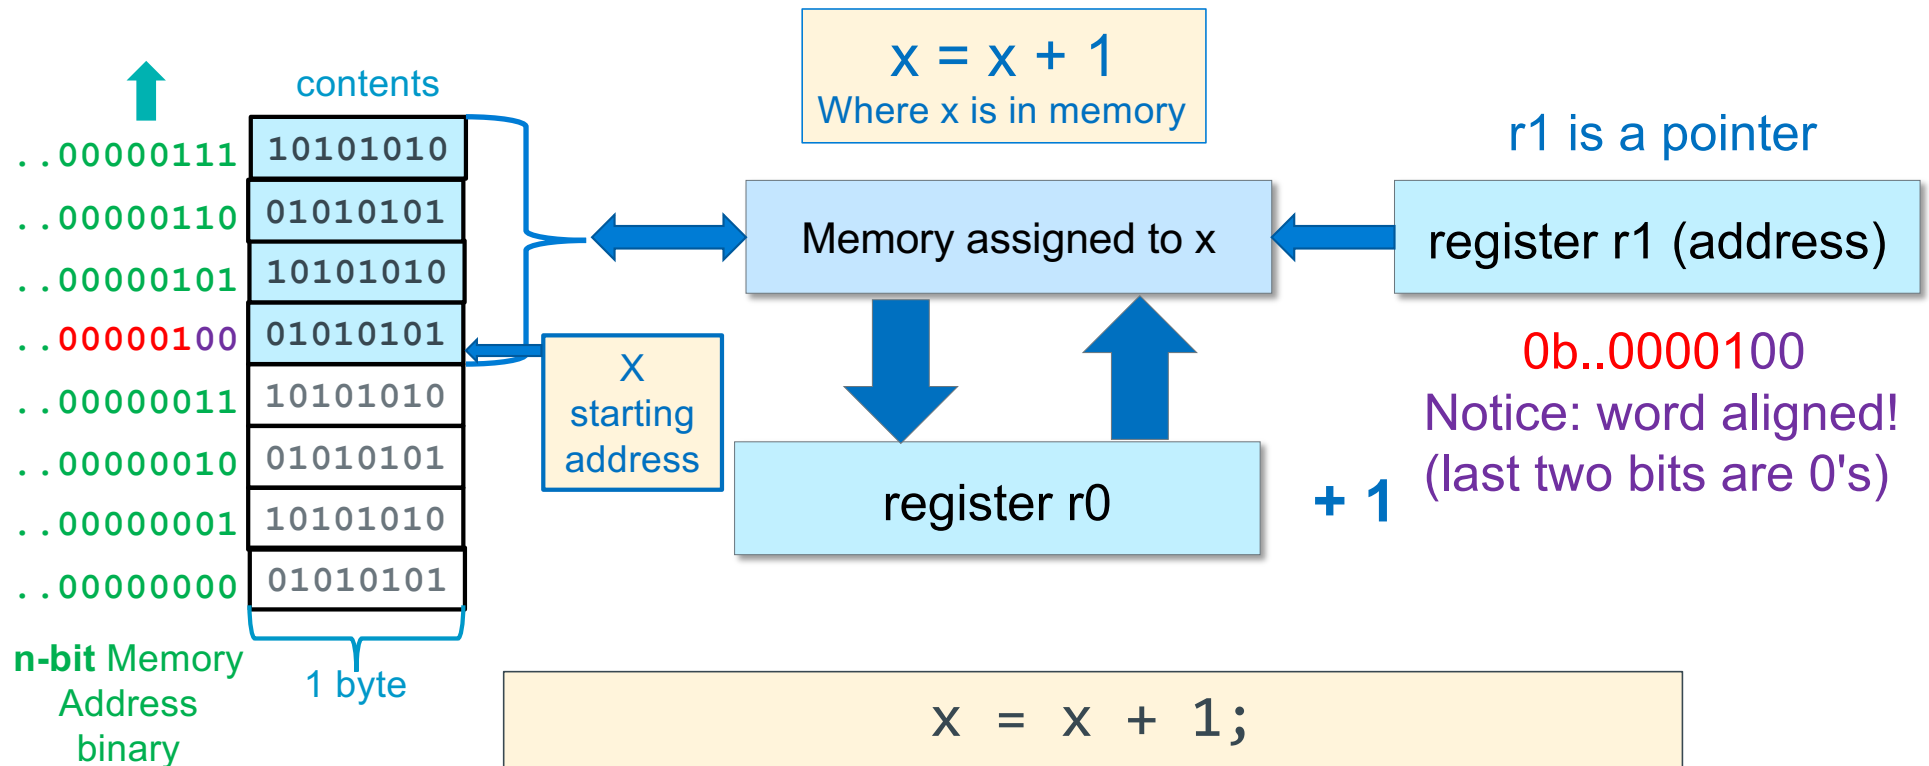 x = x + 1
Where x is in memory
contents
..00000111 10101010
..00000110 01010101
..00000101 10101010
..00000100 01010101
..00000011 10101010
..00000010 01010101
..00000001 10101010
..00000000 01010101
n-bit Memory
Address
binary
1 byte
X
starting
address
Memory assigned to x
register r0
+ 1
r1 is a pointer
register r1 (address)
0b..0000100
Notice: word aligned!
(last two bits are 0's)
x = x + 1;